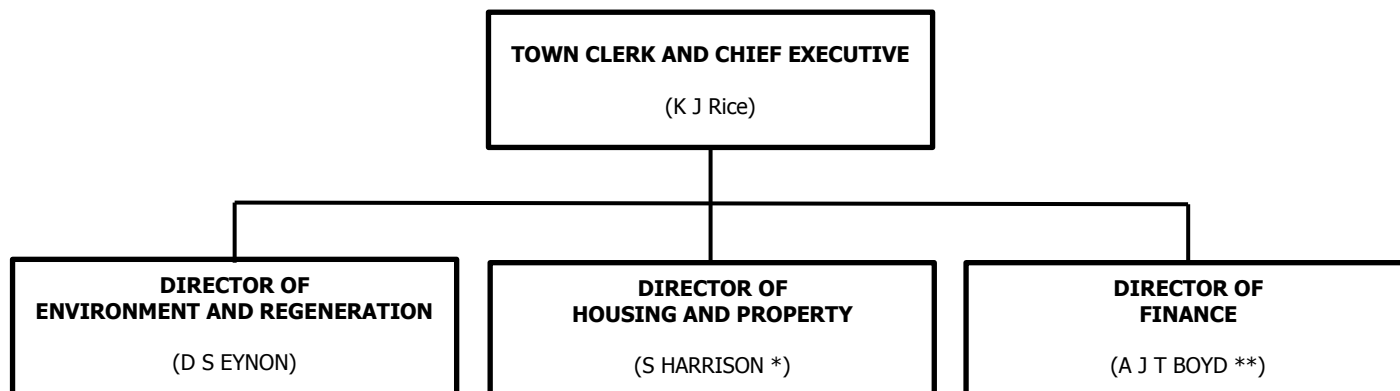 TOWN CLERK AND CHIEF EXECUTIVE
(K J Rice)
DIRECTOR OF
ENVIRONMENT AND REGENERATION
(D S EYNON)
DIRECTOR OF
HOUSING AND PROPERTY
(S HARRISON *)
DIRECTOR OF
FINANCE
(A J T BOYD **)